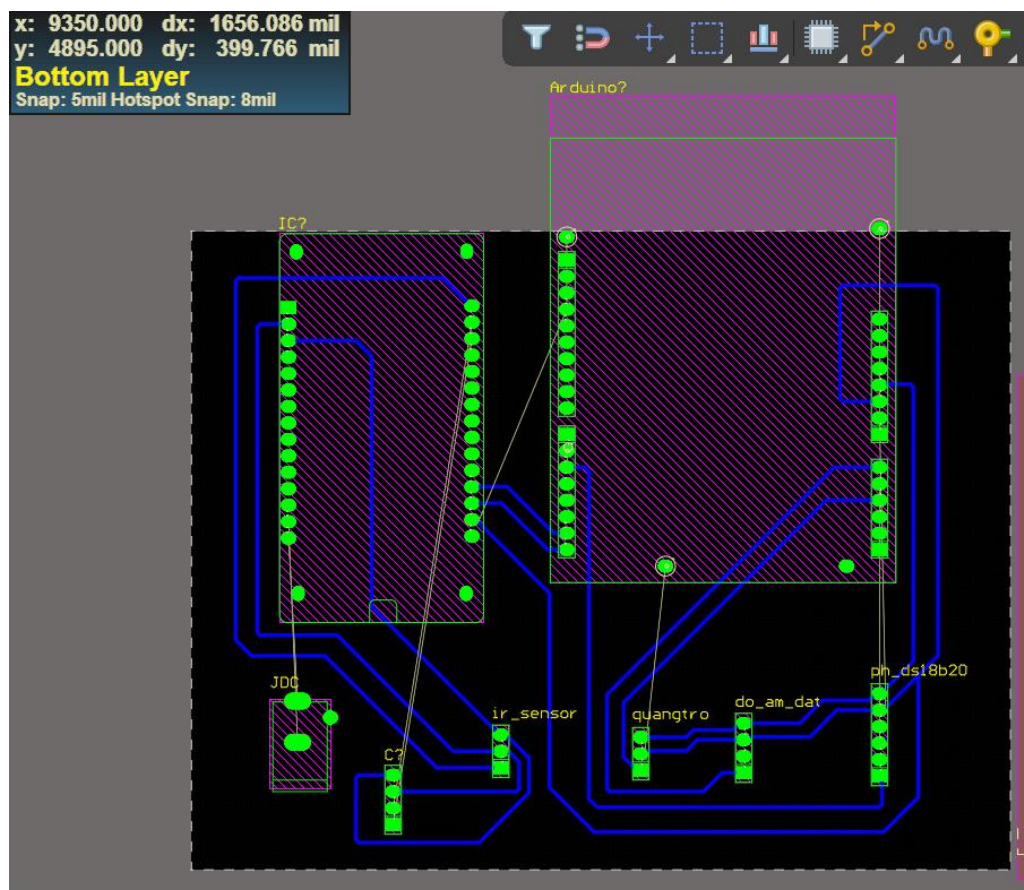 x: 9350.000 dx: 1656.086 mil
y: 4895.000 dy: 399.766 mil
Bottom Layer
Snap: 5mil Hotspot Snap: 8mil
Arduino?
IC?
ph_ds18b20
JDC
do_am_dat
ir_sensor
quangtro
C?